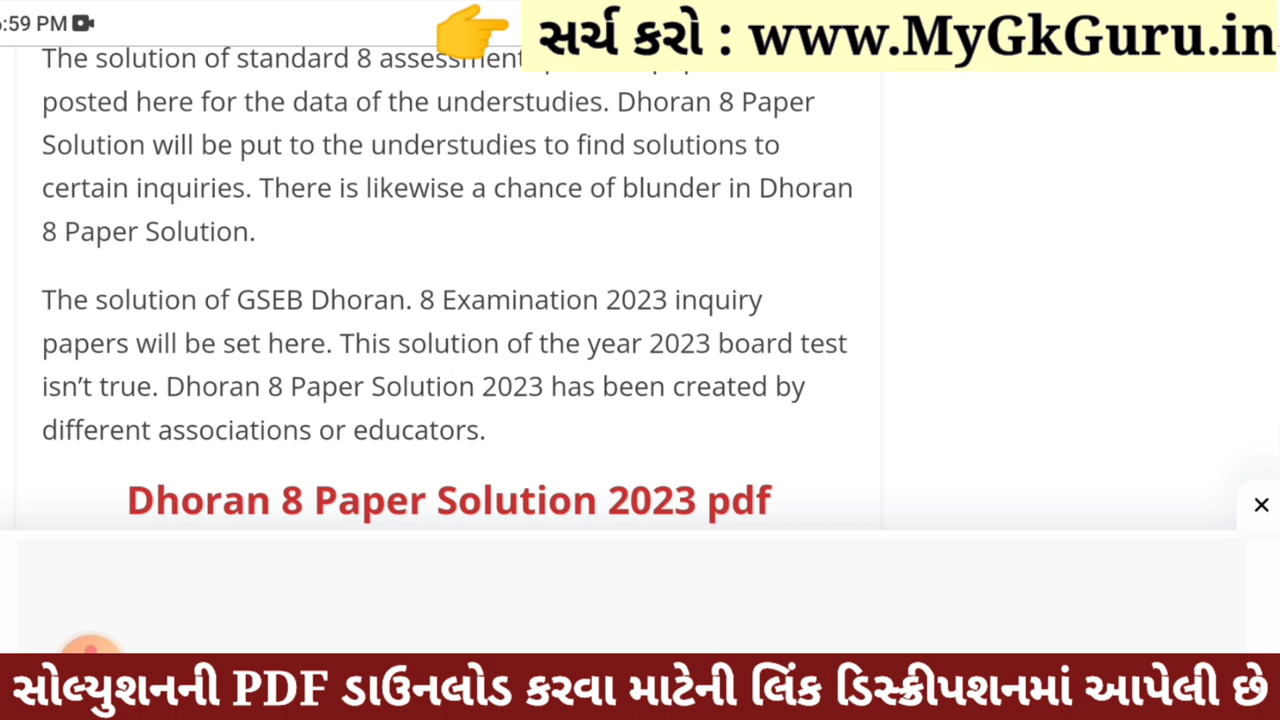 :59 PM
👉 સર્ચ કરો : www.MyGkGuru.in
The solution of standard 8 assessment
posted here for the data of the understudies. Dhoran 8 Paper
Solution will be put to the understudies to find solutions to
certain inquiries. There is likewise a chance of blunder in Dhoran
8 Paper Solution.
The solution of GSEB Dhoran. 8 Examination 2023 inquiry
papers will be set here. This solution of the year 2023 board test
isn’t true. Dhoran 8 Paper Solution 2023 has been created by
different associations or educators.
Dhoran 8 Paper Solution 2023 pdf
સોલ્યુશનની PDF ડાઉનલોડ કરવા માટેની લિંક ડિસ્ક્રીપશનમાં આપેલી છે